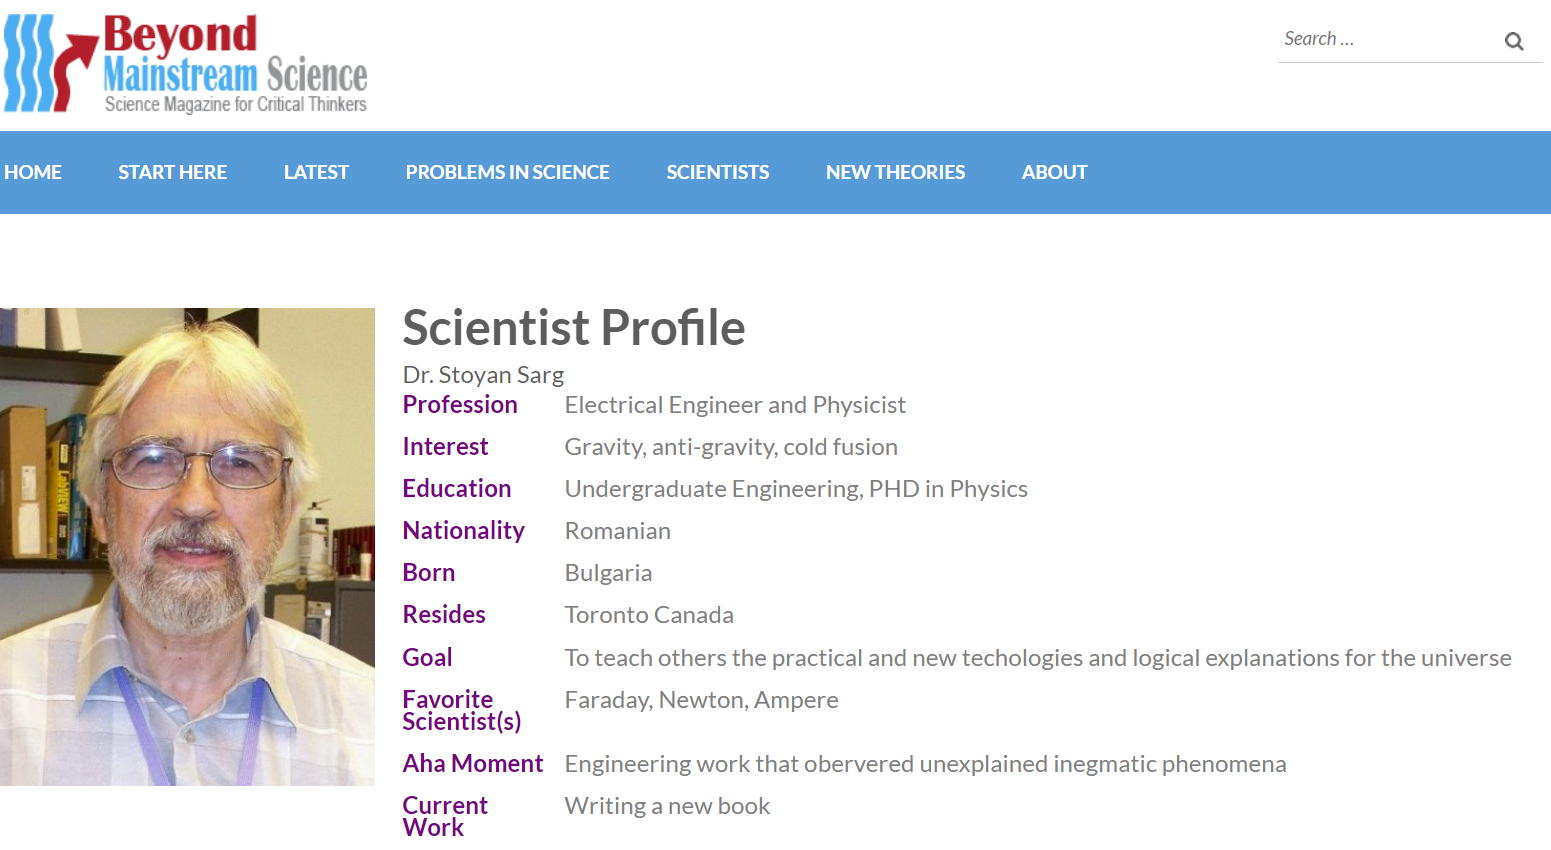 Beyond
Mainstream Science
Science Magazine for Critical Thinkers
Search ...
HOME START HERE LATEST PROBLEMS IN SCIENCE SCIENTISTS NEW THEORIES ABOUT
LabVIEW
Scientist Profile
Dr. Stoyan Sarg
Profession Electrical Engineer and Physicist
Interest Gravity, anti-gravity, cold fusion
Education Undergraduate Engineering, PHD in Physics
Nationality Romanian
Born Bulgaria
Resides Toronto Canada
Goal To teach others the practical and new techologies and logical explanations for the universe
Favorite Faraday, Newton, Ampere
Scientist(s)
Aha Moment Engineering work that obervered unexplained inegmatic phenomena
Current Writing a new book
Work